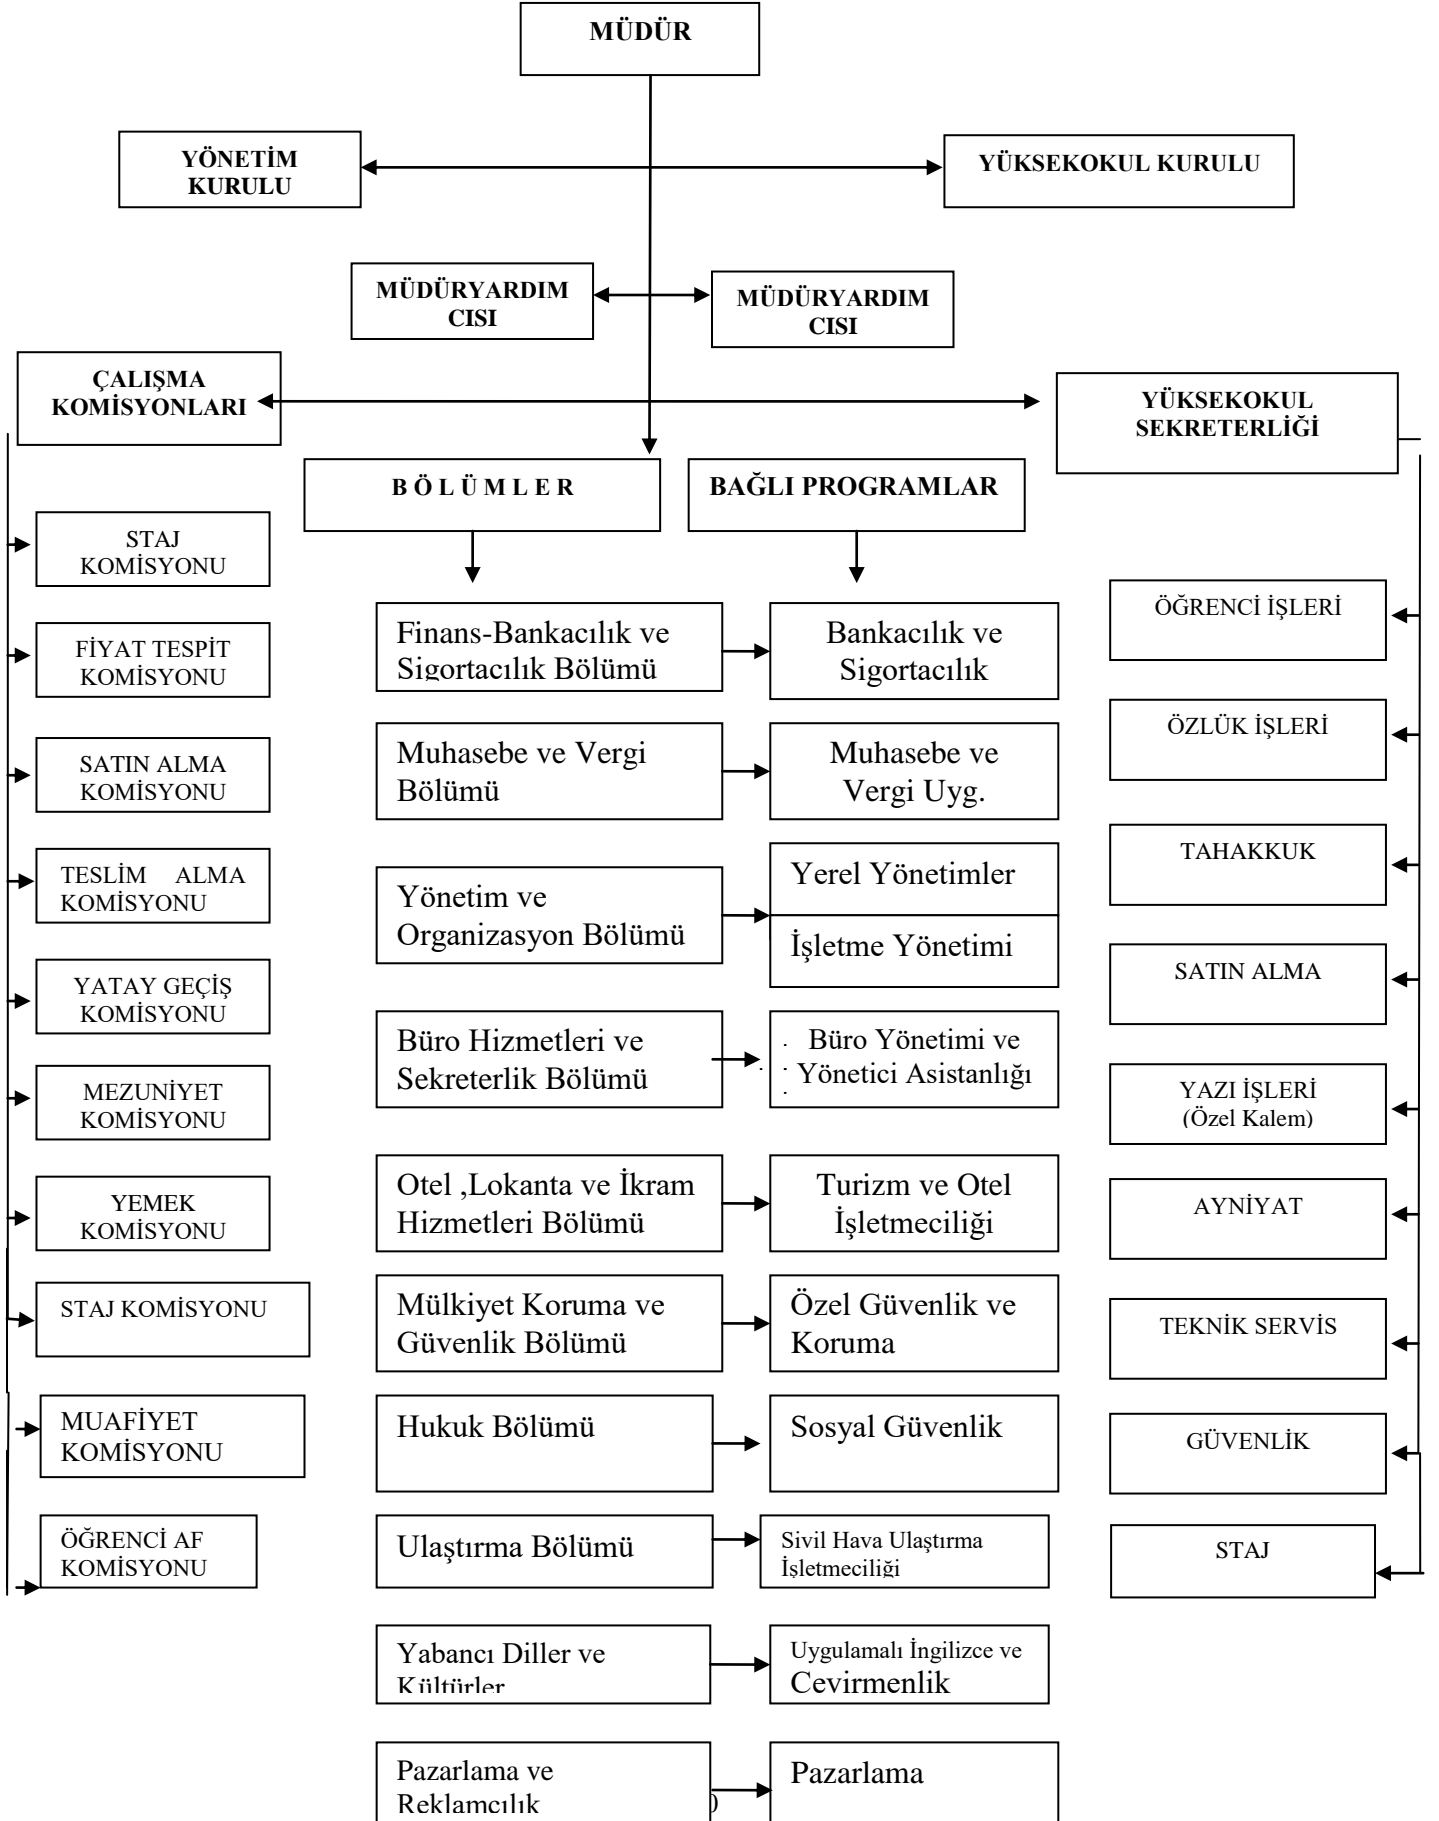 MÜDÜR
YÖNETİM
KURULU
YÜKSEKOKUL KURULU
MÜDÜRYARDIM
CISI
MÜDÜRYARDIM
CISI
ÇALIŞMA
KOMİSYONLARI
YÜKSEKOKUL
SEKRETERLİĞİ
B Ö L Ü M L E R
BAĞLI PROGRAMLAR
STAJ
KOMİSYONU
FİYAT TESPİT
KOMİSYONU
SATIN ALMA
KOMİSYONU
TESLİM ALMA
KOMİSYONU
YATAY GEÇİŞ
KOMİSYONU
MEZUNİYET
KOMİSYONU
YEMEK
KOMİSYONU
STAJ KOMİSYONU
MUAFİYET
KOMİSYONU
ÖĞRENCİ AF
KOMİSYONU
Finans-Bankacılık ve
Sigortacılık Bölümü
Bankacılık ve
Sigortacılık
Muhasebe ve Vergi
Bölümü
Muhasebe ve
Vergi Uyg.
Yönetim ve
Organizasyon Bölümü
Yerel Yönetimler
İşletme Yönetimi
Büro Hizmetleri ve
Sekreterlik Bölümü
Büro Yönetimi ve
Yönetici Asistanlığı
Otel ,Lokanta ve İkram
Hizmetleri Bölümü
Turizm ve Otel
İşletmeciliği
Mülkiyet Koruma ve
Güvenlik Bölümü
Özel Güvenlik ve
Koruma
Hukuk Bölümü
Sosyal Güvenlik
Ulaştırma Bölümü
Sivil Hava Ulaştırma
İşletmeciliği
Yabancı Diller ve
Kültürler
Uygulamalı İngilizce ve
Cevirmenlik
Pazarlama ve
Reklamcılık
Pazarlama
ÖĞRENCİ İŞLERİ
ÖZLÜK İŞLERİ
TAHAKKUK
SATIN ALMA
YAZI İŞLERİ
(Özel Kalem)
AYNİYAT
TEKNİK SERVİS
GÜVENLİK
STAJ